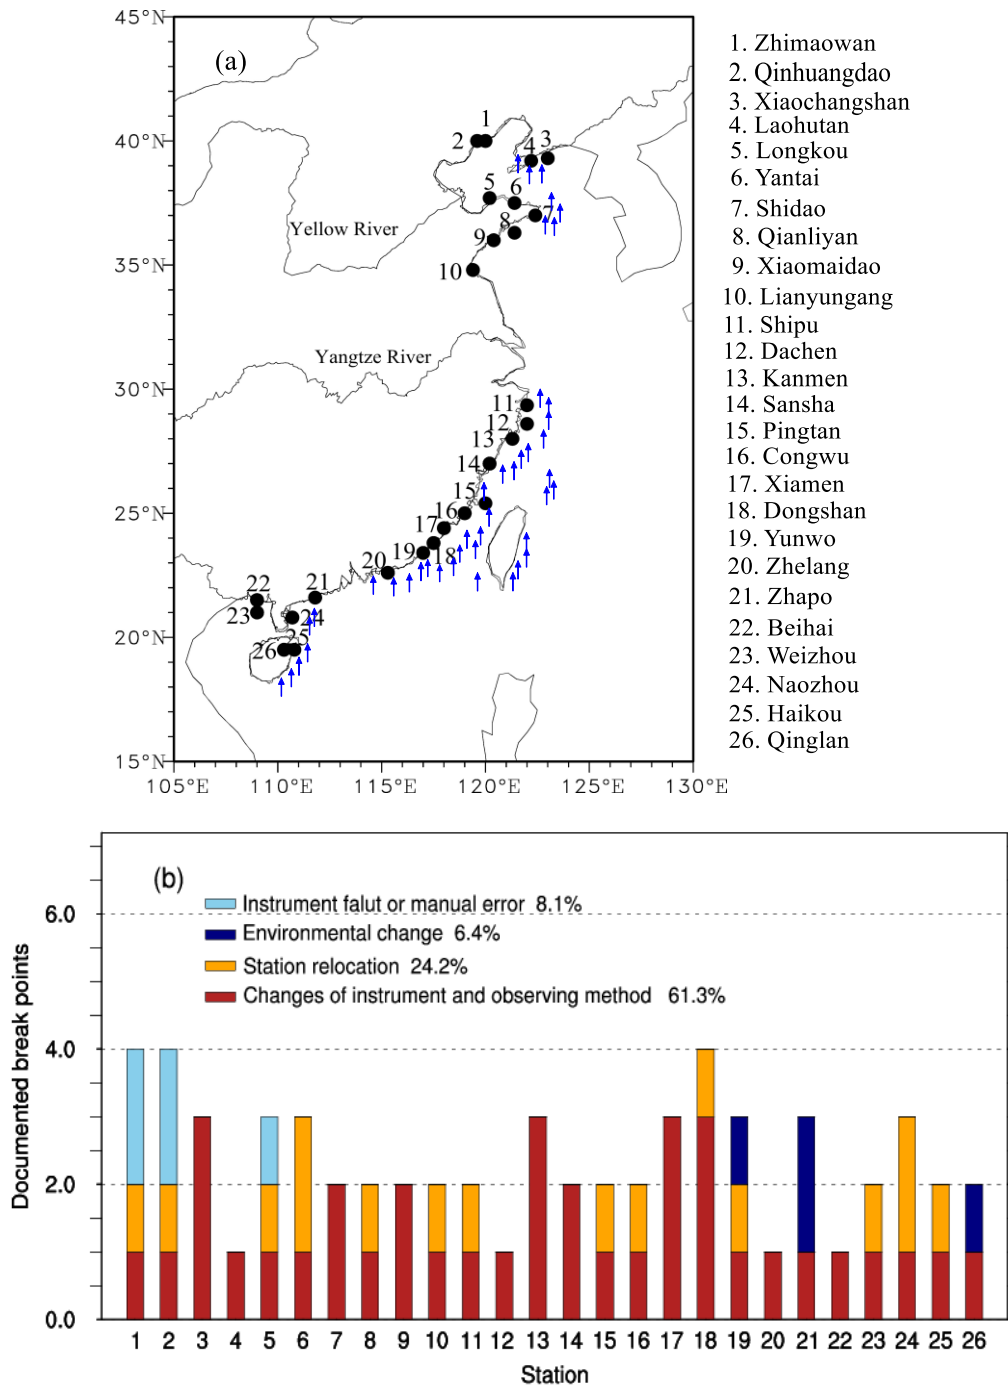 45°N
(a)
1. Zhimaowan
2. Qinhuangdao
3. Xiaochangshan
4. Laohutan
5. Longkou
6. Yantai
7. Shidao
8. Qianliyan
9. Xiaomaidao
10. Lianyungang
11. Shipu
12. Dachen
13. Kanmen
14. Sansha
15. Pingtan
16. Congwu
17. Xiamen
18. Dongshan
19. Yunwo
20. Zhelang
21. Zhapo
22. Beihai
23. Weizhou
24. Naozhou
25. Haikou
26. Qinglan
1
40°N
2
3
4
5
6
7
8
Yellow River
9
35°N
10
Yangtze River
30°N
11
12
13
14
15
25°N
16
17
18
19
20
21
22
23
24
20°N
25
26
15°N
105°E 110°E 115°E 120°E 125°E 130°E
(b)
Instrument falut or manual error 8.1%
Environmental change 6.4%
Station relocation 24.2%
Changes of instrument and observing method 61.3%
Documented break points
6.0
4.0
2.0
0.0
1 2 3 4 5 6 7 8 9 10 11 12 13 14 15 16 17 18 19 20 21 22 23 24 25 26
Station